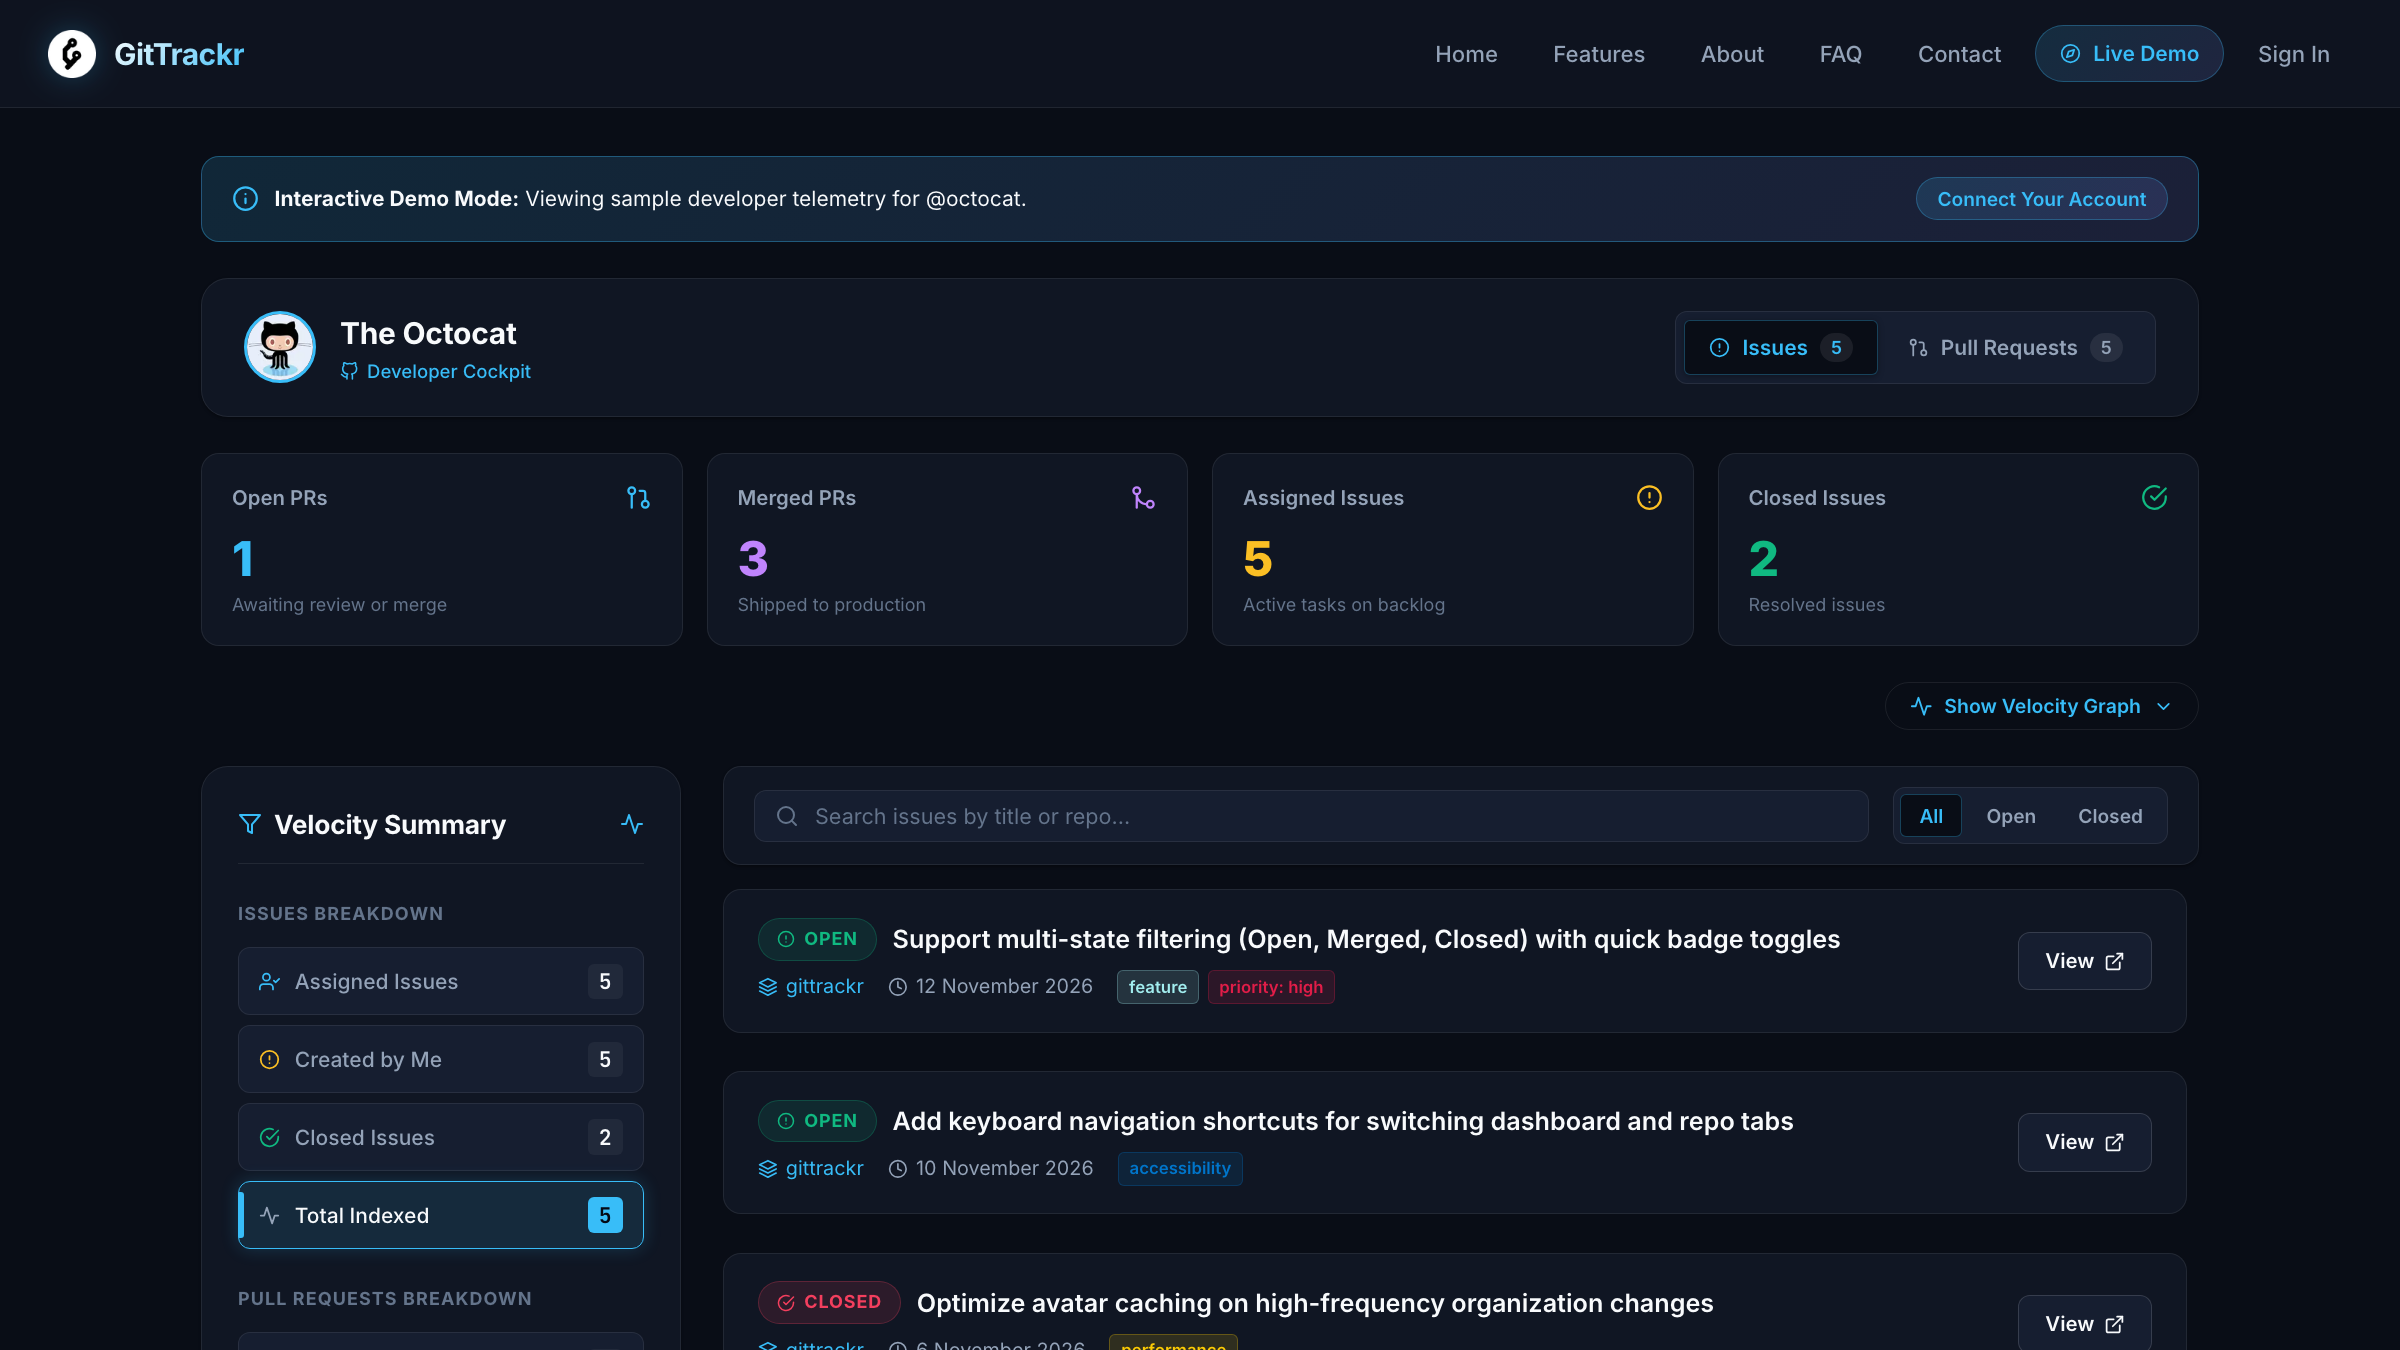 GitTrackr
Home
Features
About
FAQ
Contact
Live Demo
Sign In
Interactive Demo Mode: Viewing sample developer telemetry for @octocat.
Connect Your Account
The Octocat
Developer Cockpit
Issues 5
Pull Requests 5
Open PRs
1
Awaiting review or merge
Merged PRs
3
Shipped to production
Assigned Issues
5
Active tasks on backlog
Closed Issues
2
Resolved issues
Show Velocity Graph
Velocity Summary
ISSUES BREAKDOWN
Assigned Issues 5
Created by Me 5
Closed Issues 2
Total Indexed 5
PULL REQUESTS BREAKDOWN
Search issues by title or repo...
All
Open
Closed
OPEN Support multi-state filtering (Open, Merged, Closed) with quick badge toggles
gittrackr 12 November 2026 feature priority: high
View
OPEN Add keyboard navigation shortcuts for switching dashboard and repo tabs
gittrackr 10 November 2026 accessibility
View
CLOSED Optimize avatar caching on high-frequency organization changes
gittrackr 6 November 2026 performance
View